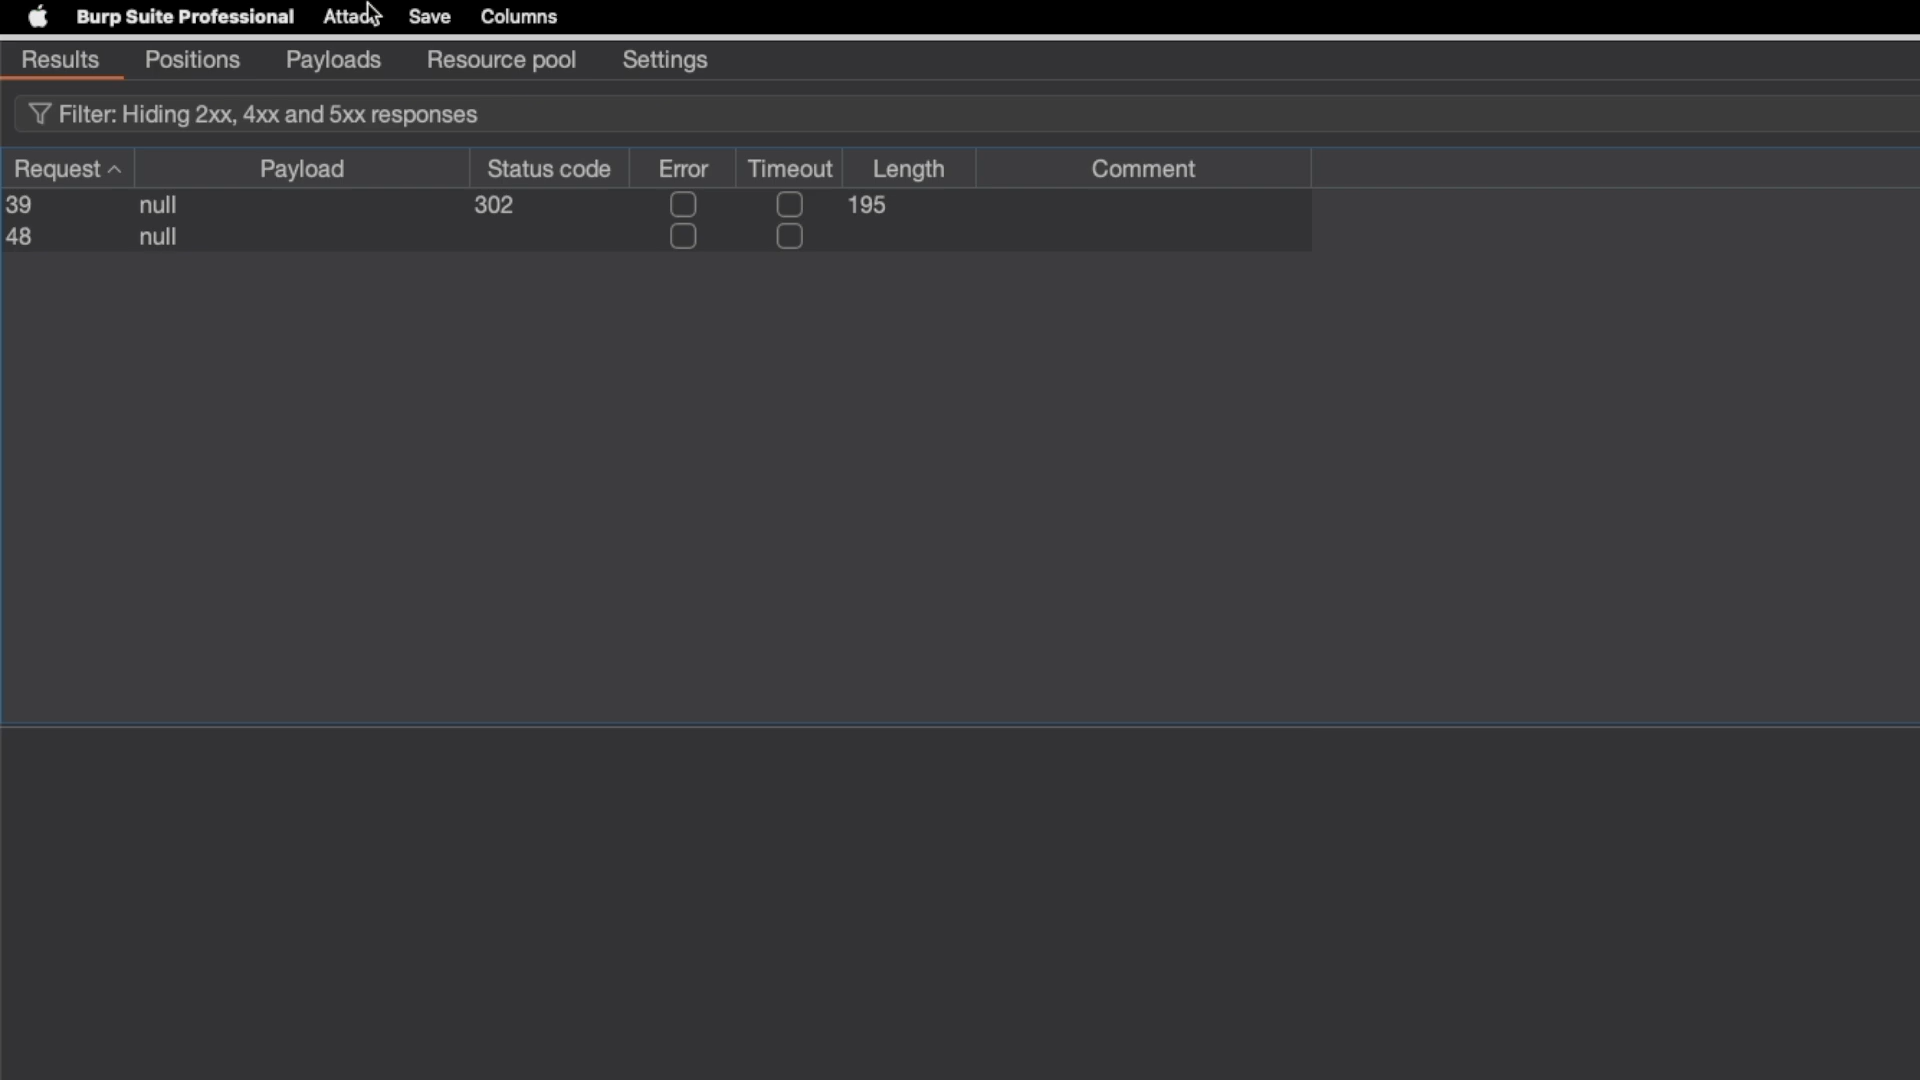 Burp Suite Professional Attack Save Columns
Results Positions Payloads Resource pool Settings
Filter: Hiding 2xx, 4xx and 5xx responses
Request Payload Status code Error Timeout Length Comment
39 null 302 195
48 null